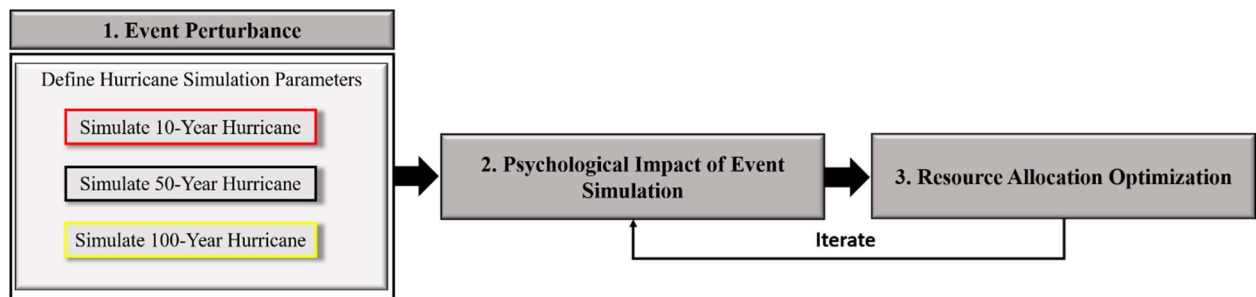 1. Event Perturbance
Define Hurricane Simulation Parameters
Simulate 10-Year Hurricane
Simulate 50-Year Hurricane
Simulate 100-Year Hurricane
2. Psychological Impact of Event
Simulation
3. Resource Allocation Optimization
Iterate